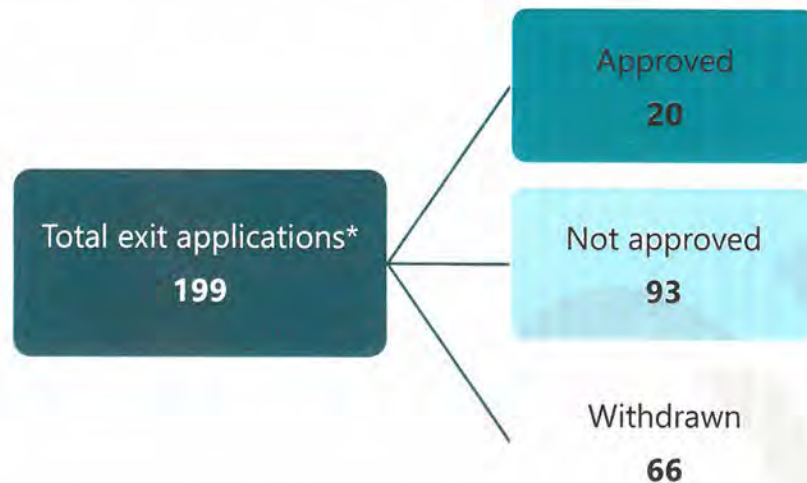 Total exit applications*
199
Approved
20
Not approved
93
Withdrawn
66